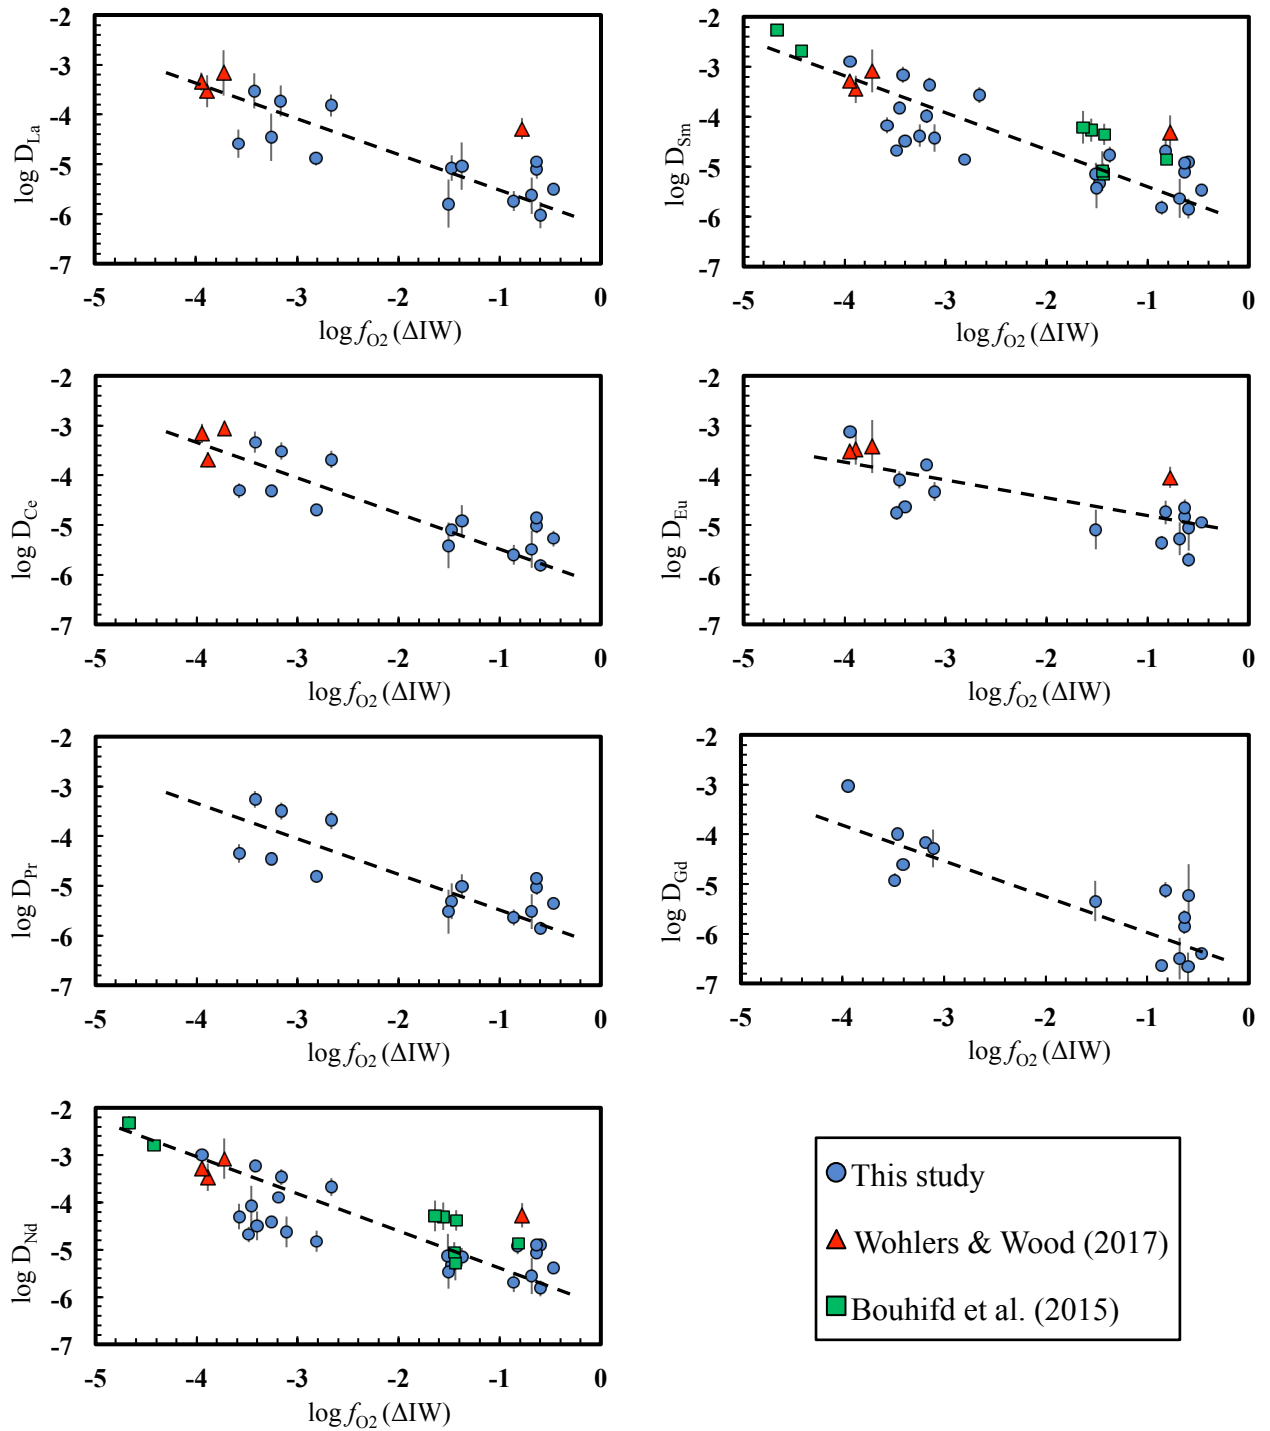 -2
-3
-4
-5
-6
-7
log D_La
-5 -4 -3 -2 -1 0
log f_O2 (ΔIW)
-2
-3
-4
-5
-6
-7
log D_Sm
-5 -4 -3 -2 -1 0
log f_O2 (ΔIW)
-2
-3
-4
-5
-6
-7
log D_Ce
-5 -4 -3 -2 -1 0
log f_O2 (ΔIW)
-2
-3
-4
-5
-6
-7
log D_Eu
-5 -4 -3 -2 -1 0
log f_O2 (ΔIW)
-2
-3
-4
-5
-6
-7
log D_Pr
-5 -4 -3 -2 -1 0
log f_O2 (ΔIW)
-2
-3
-4
-5
-6
-7
log D_Gd
-5 -4 -3 -2 -1 0
log f_O2 (ΔIW)
-2
-3
-4
-5
-6
-7
log D_Nd
-5 -4 -3 -2 -1 0
log f_O2 (ΔIW)
This study
Wohlers & Wood (2017)
Bouhifd et al. (2015)